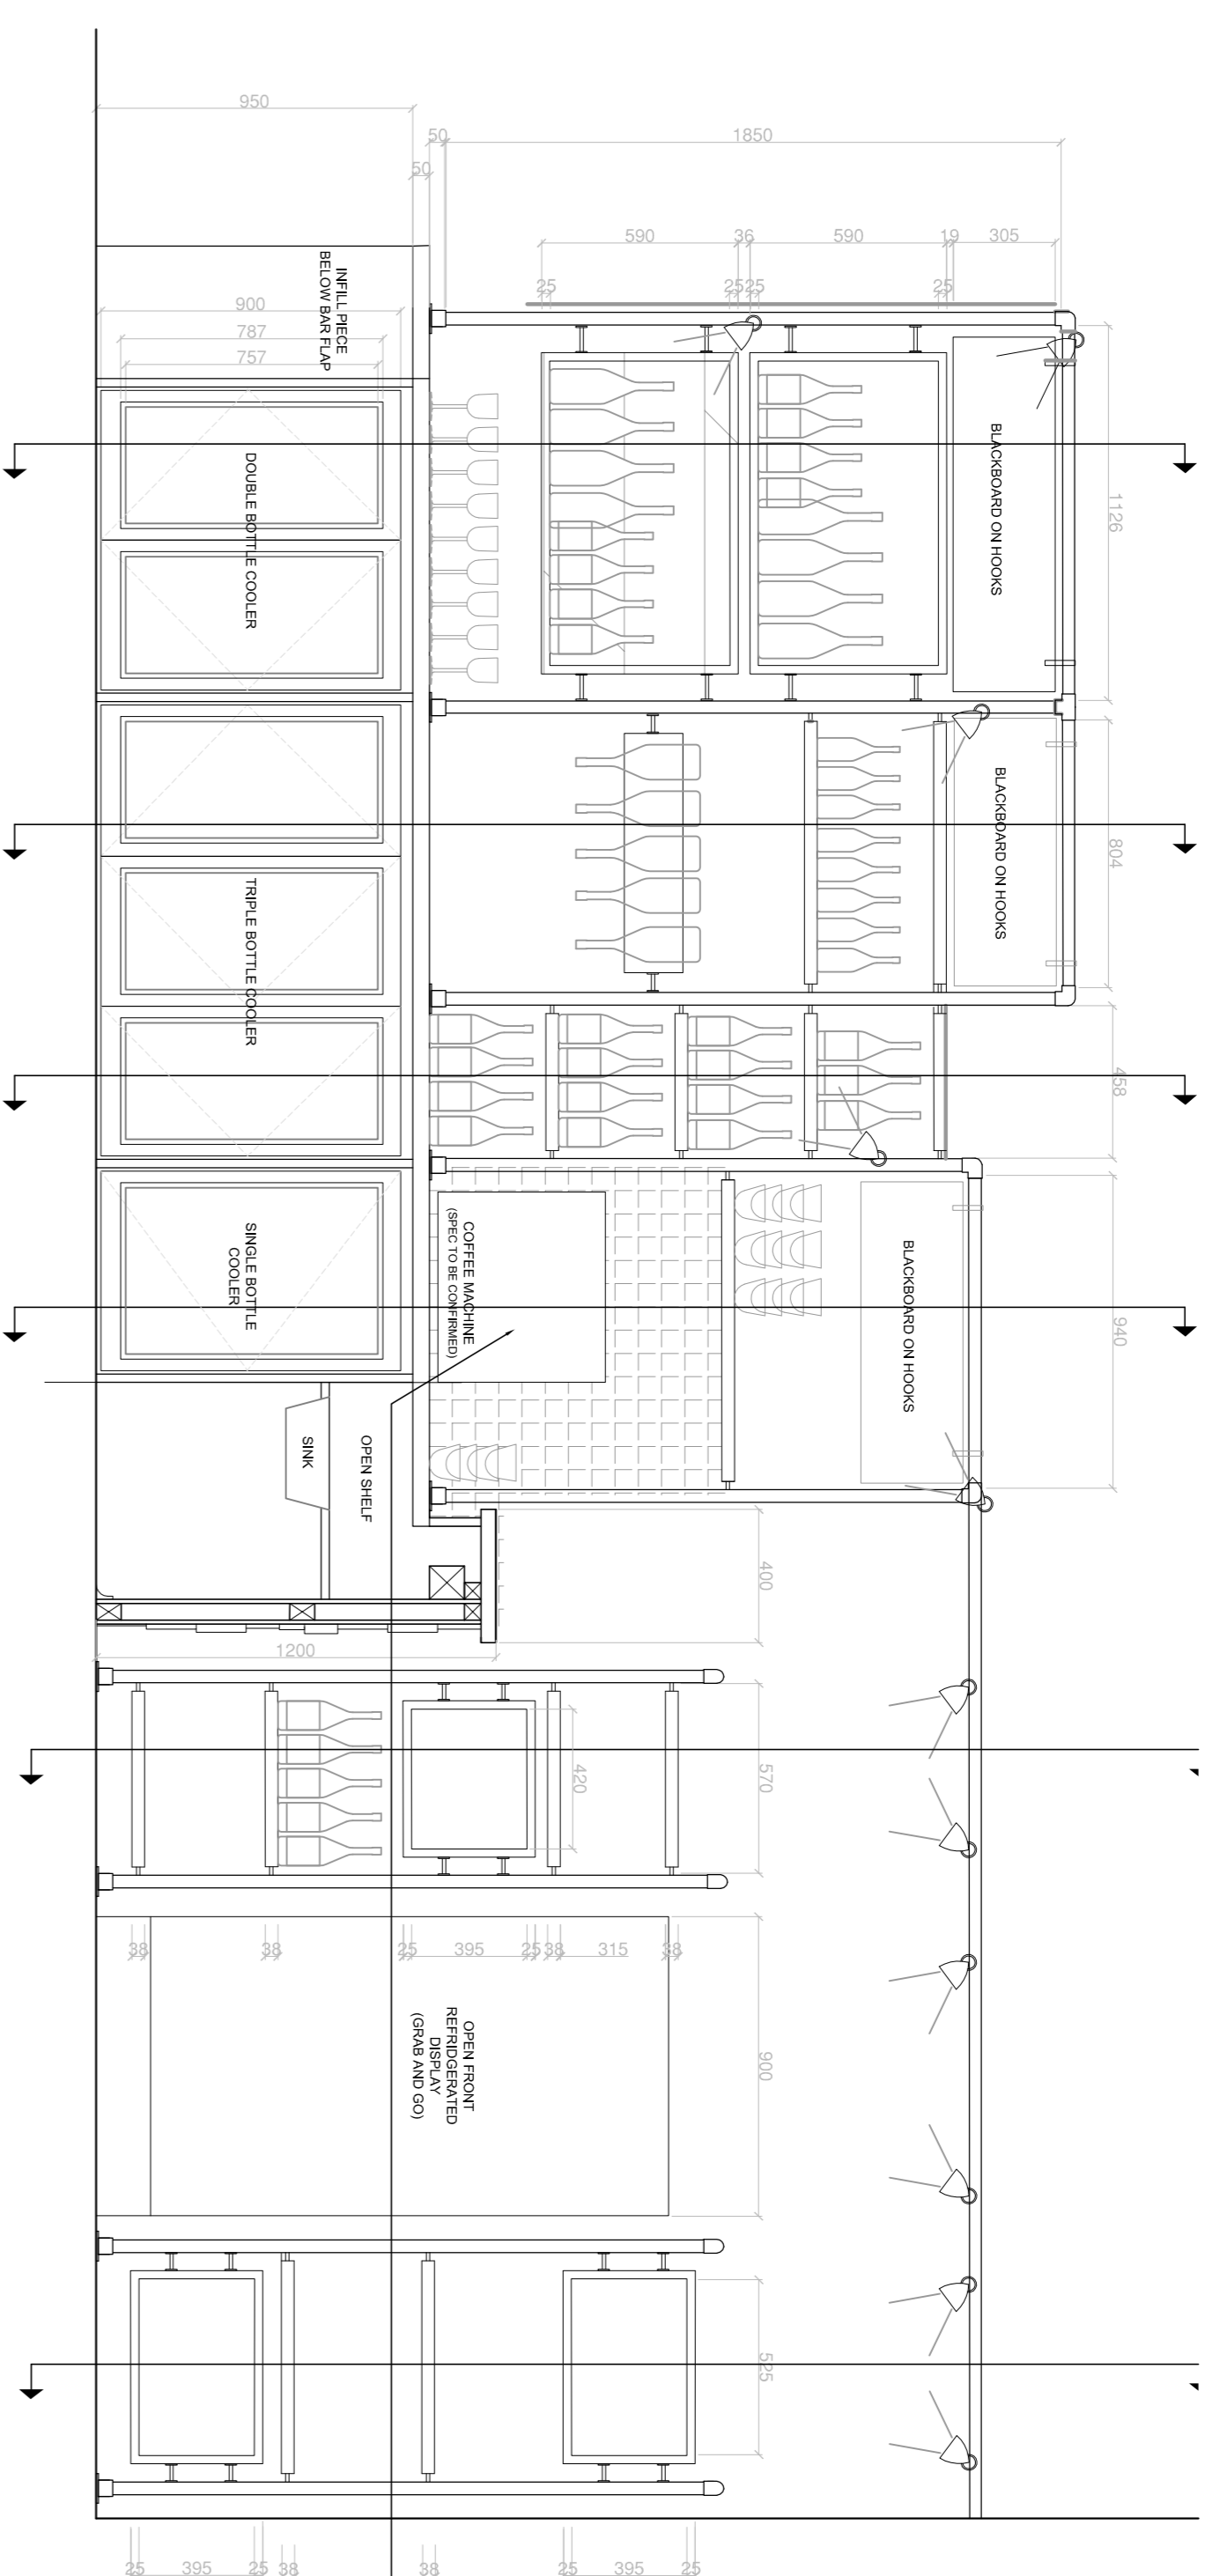 950
50
1850
50
590
36
590
19
305
25
25
25
25
INFILL PIECE
BELOW BAR FLAP
900
787
757
1126
DOUBLE BOTTLE COOLER
BLACKBOARD ON HOOKS
804
TRIPLE BOTTLE COOLER
BLACKBOARD ON HOOKS
458
SINGLE BOTTLE
COOLER
COFFEE MACHINE
(SPEC TO BE CONFIRMED)
BLACKBOARD ON HOOKS
940
SINK
OPEN SHELF
400
1200
420
570
38
38
25
395
25
38
315
38
OPEN FRONT
REFRIDGERATED
DISPLAY
(GRAB AND GO)
900
525
25
395
25
38
38
25
395
25